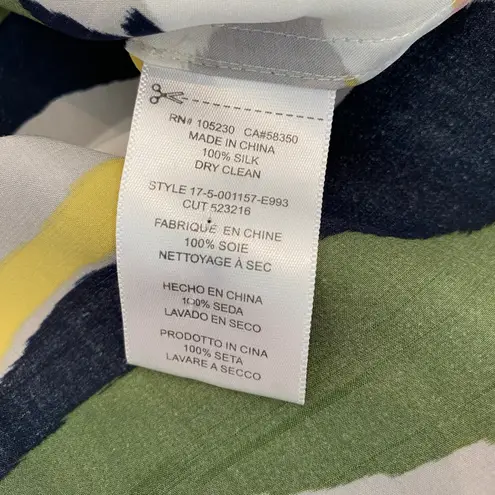 RN# 105230 CA#58350
MADE IN CHINA
100% SILK
DRY CLEAN
STYLE 17-5-001157-E993
CUT 523216
FABRIQUE EN CHINE
100% SOIE
NETTOYAGE À SEC
HECHO EN CHINA
100% SEDA
LAVADO EN SECO
PRODOTTO IN CINA
100% SETA
LAVARE A SECCO